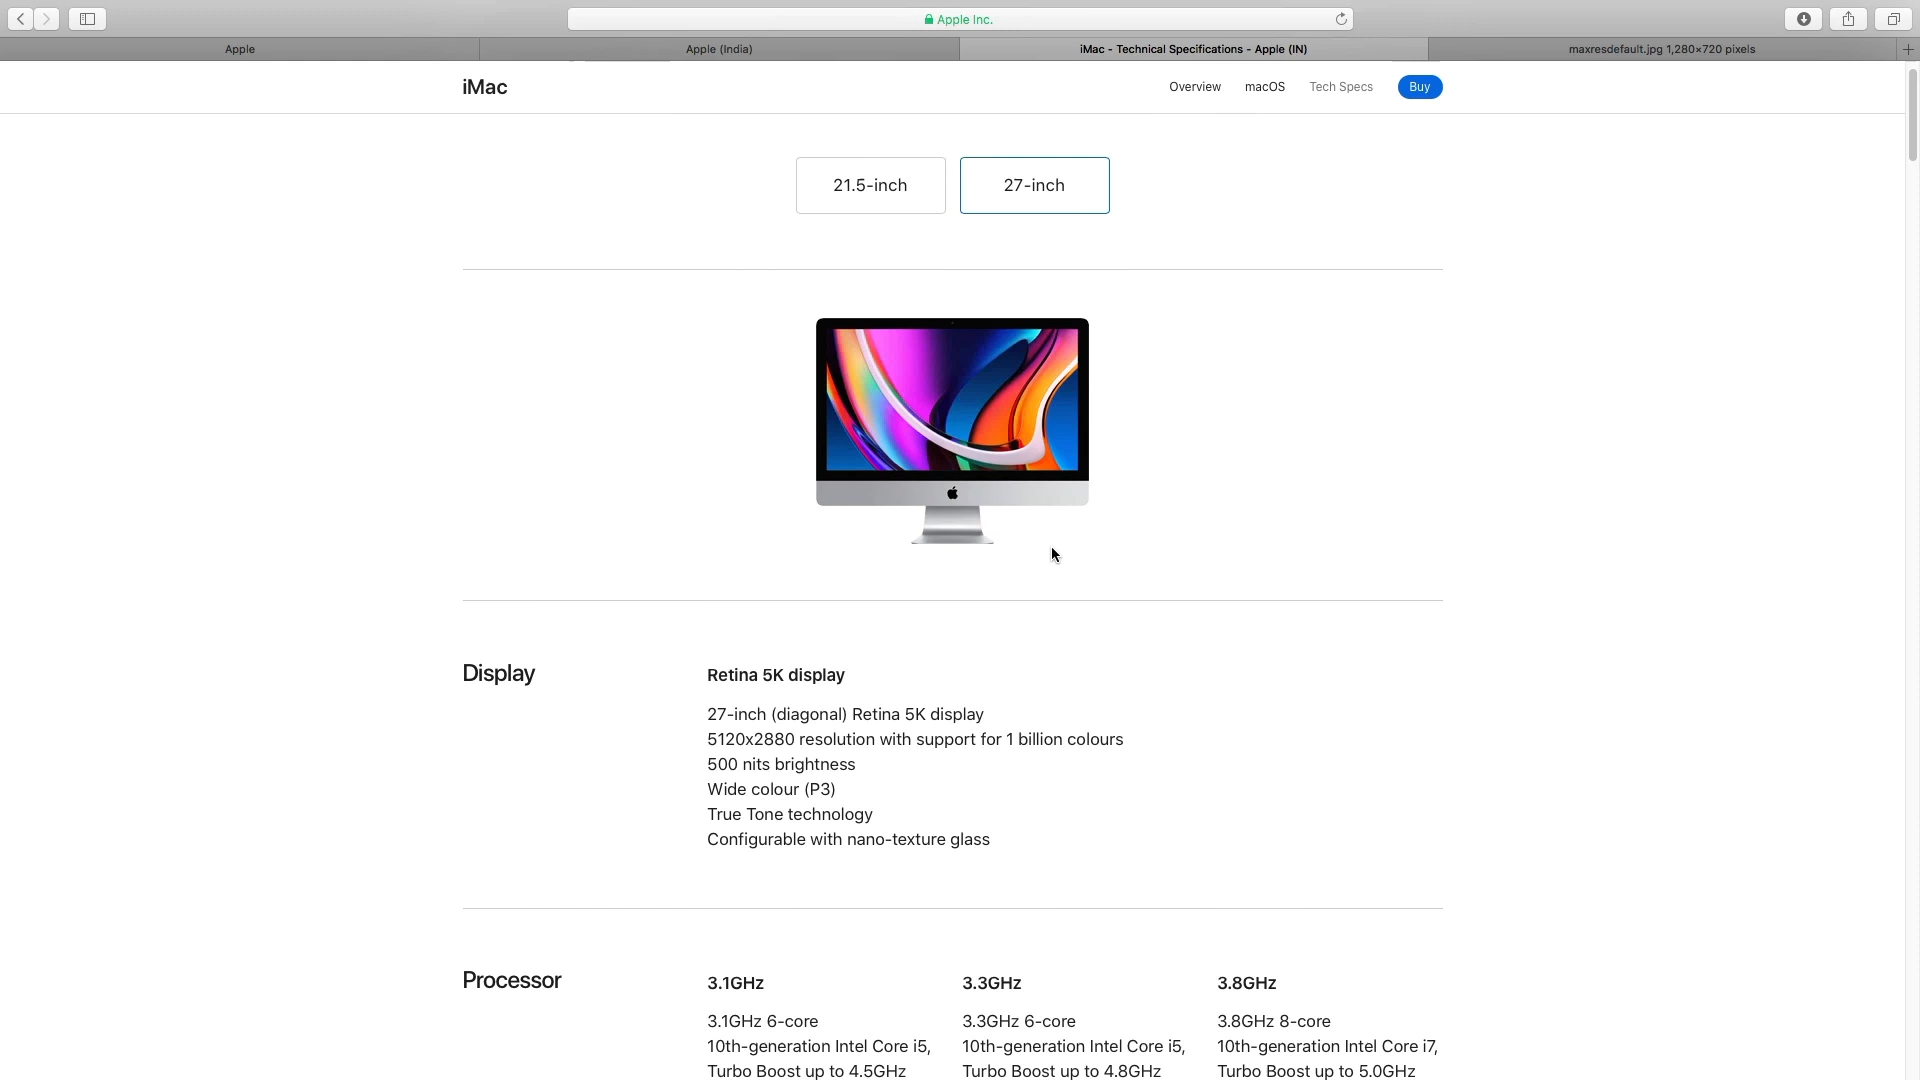 Apple Inc.
Apple
Apple (India)
iMac - Technical Specifications - Apple (IN)
maxresdefault.jpg 1,280×720 pixels
iMac
Overview
macOS
Tech Specs
Buy
21.5-inch
27-inch
Display
Retina 5K display
27-inch (diagonal) Retina 5K display
5120x2880 resolution with support for 1 billion colours
500 nits brightness
Wide colour (P3)
True Tone technology
Configurable with nano-texture glass
Processor
3.1GHz
3.1GHz 6-core
10th-generation Intel Core i5,
Turbo Boost up to 4.5GHz
3.3GHz
3.3GHz 6-core
10th-generation Intel Core i5,
Turbo Boost up to 4.8GHz
3.8GHz
3.8GHz 8-core
10th-generation Intel Core i7,
Turbo Boost up to 5.0GHz